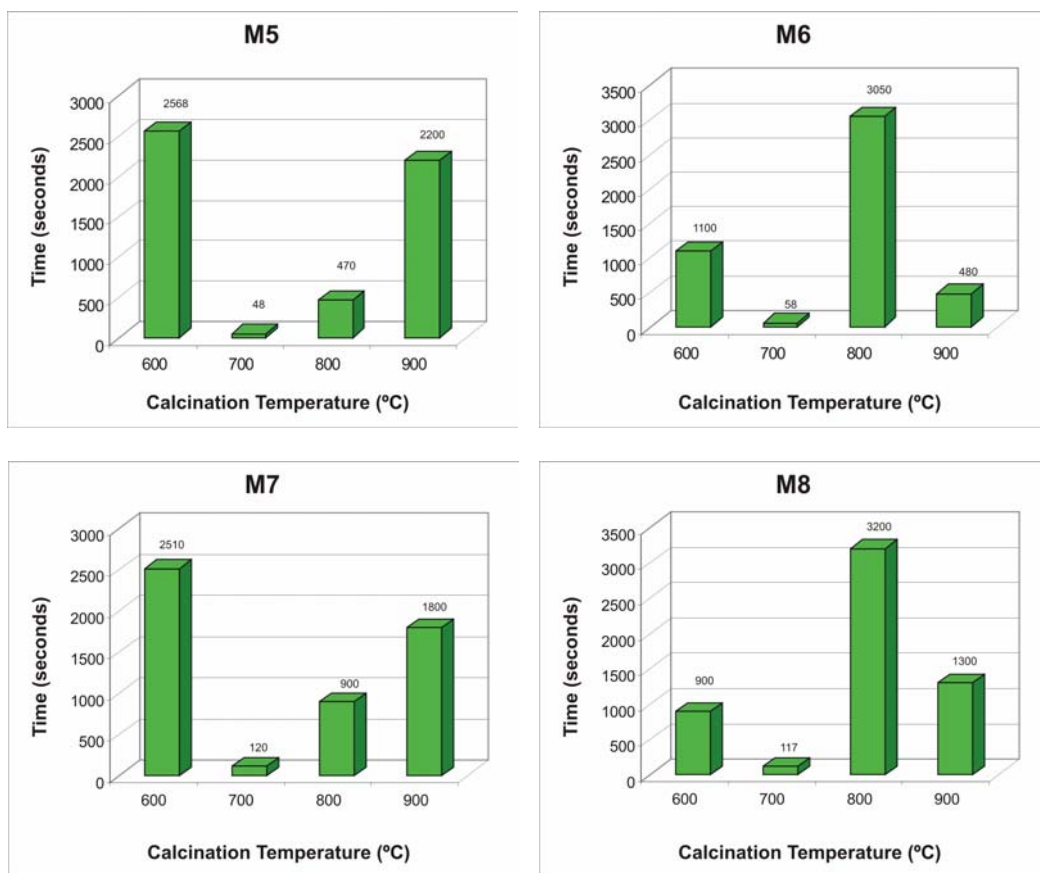 M5
Time (seconds)
3000
2500
2000
1500
1000
500
0
2568
48
470
2200
600 700 800 900
Calcination Temperature (ºC)
M6
Time (seconds)
3500
3000
2500
2000
1500
1000
500
0
1100
58
3050
480
600 700 800 900
Calcination Temperature (ºC)
M7
Time (seconds)
3000
2500
2000
1500
1000
500
0
2510
120
900
1800
600 700 800 900
Calcination Temperature (ºC)
M8
Time (seconds)
3500
3000
2500
2000
1500
1000
500
0
900
117
3200
1300
600 700 800 900
Calcination Temperature (ºC)